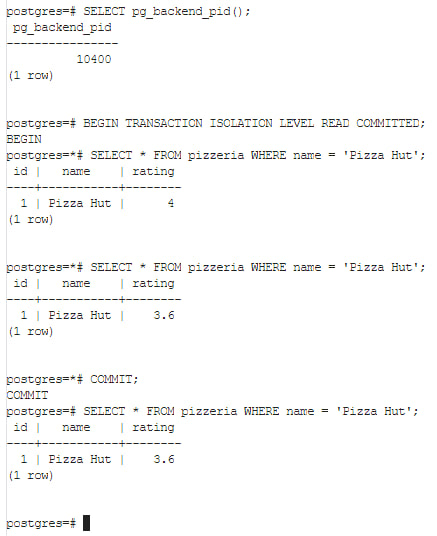 postgres=# SELECT pg_backend_pid();
 pg_backend_pid
----------------
          10400
(1 row)
postgres=# BEGIN TRANSACTION ISOLATION LEVEL READ COMMITTED;
BEGIN
postgres=*# SELECT * FROM pizzeria WHERE name = 'Pizza Hut';
 id |   name    | rating
----+-----------+--------
  1 | Pizza Hut |      4
(1 row)
postgres=*# SELECT * FROM pizzeria WHERE name = 'Pizza Hut';
 id |   name    | rating
----+-----------+--------
  1 | Pizza Hut |    3.6
(1 row)
postgres=*# COMMIT;
COMMIT
postgres=# SELECT * FROM pizzeria WHERE name = 'Pizza Hut';
 id |   name    | rating
----+-----------+--------
  1 | Pizza Hut |    3.6
(1 row)
postgres=#